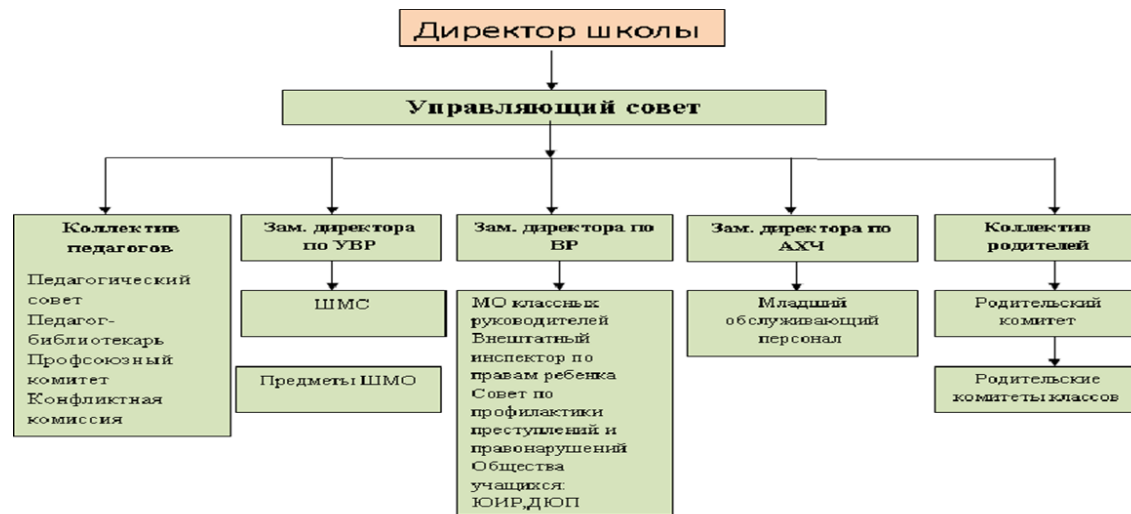 Директор школы
Управляющий совет
Коллектив
педагогов
Педагогический
совет
Педагог-
библиотекарь
Профсоюзный
комитет
Конфликтная
комиссия
Зам. директора
по УВР
ШМС
Предметы ШМО
Зам. директора по
ВР
МО классных
руководителей
Внештатный
инспектор по
правам ребенка
Совет по
профилактики
преступлений и
правонарушений
Общества
учащихся:
ЮИР,ДЮП
Зам. директора по
АХЧ
Младший
обслуживающий
персонал
Коллектив
родителей
Родительский
комитет
Родительские
комитеты классов